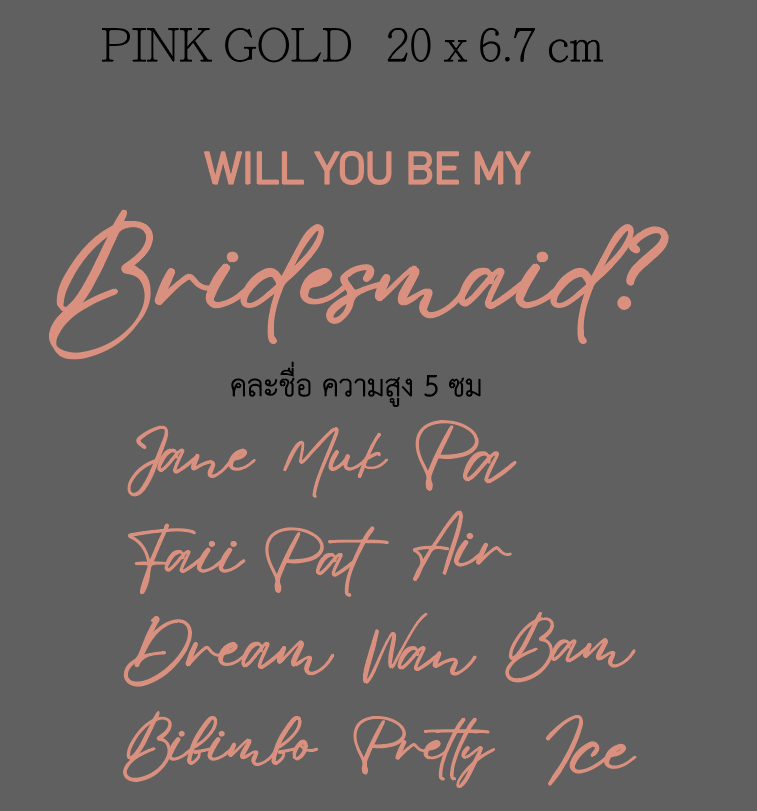 PINK GOLD 20 x 6.7 cm
WILL YOU BE MY
Bridesmaid?
คละชื่อ ความสูง 5 ซม
Jane Muk Pa
Faii Pat Air
Dream Wan Bam
Bibimbo Pretty Ice